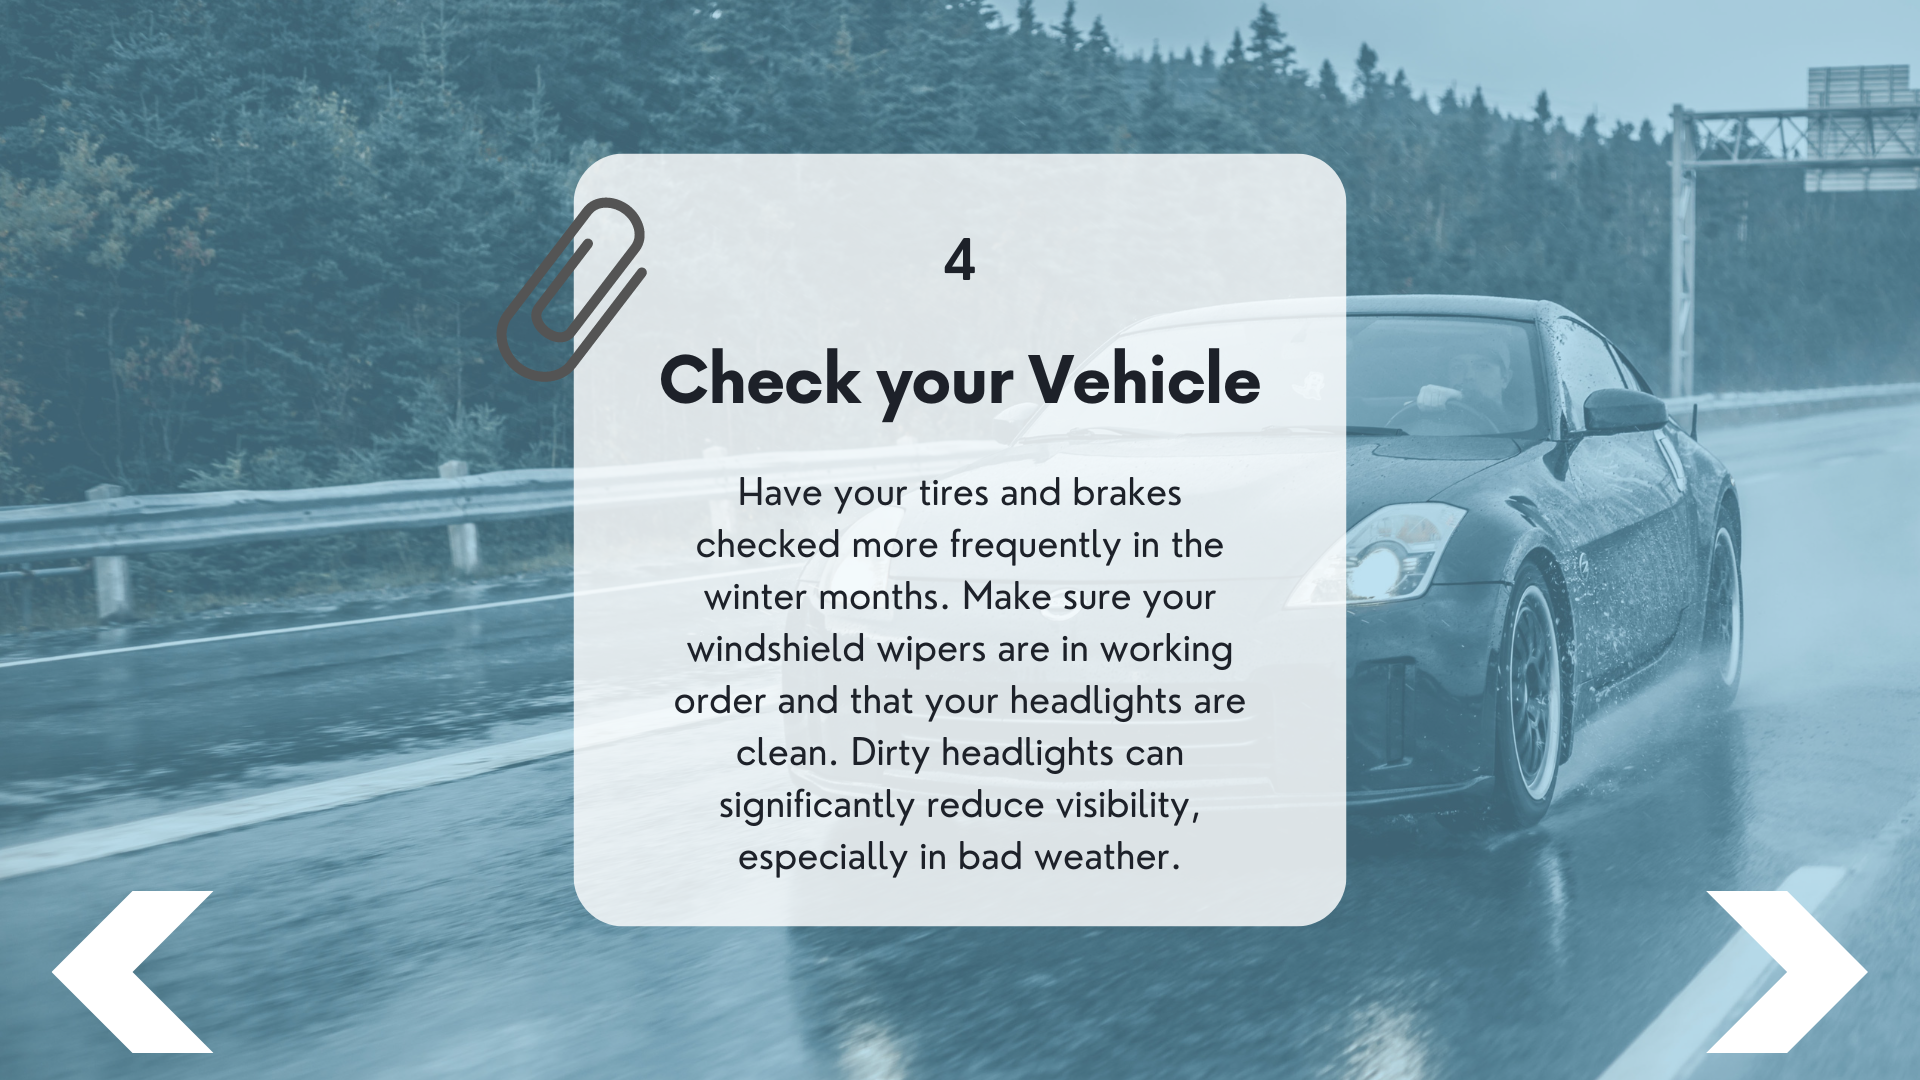 4
Check your Vehicle
Have your tires and brakes
checked more frequently in the
winter months. Make sure your
windshield wipers are in working
order and that your headlights are
clean. Dirty headlights can
significantly reduce visibility,
especially in bad weather.